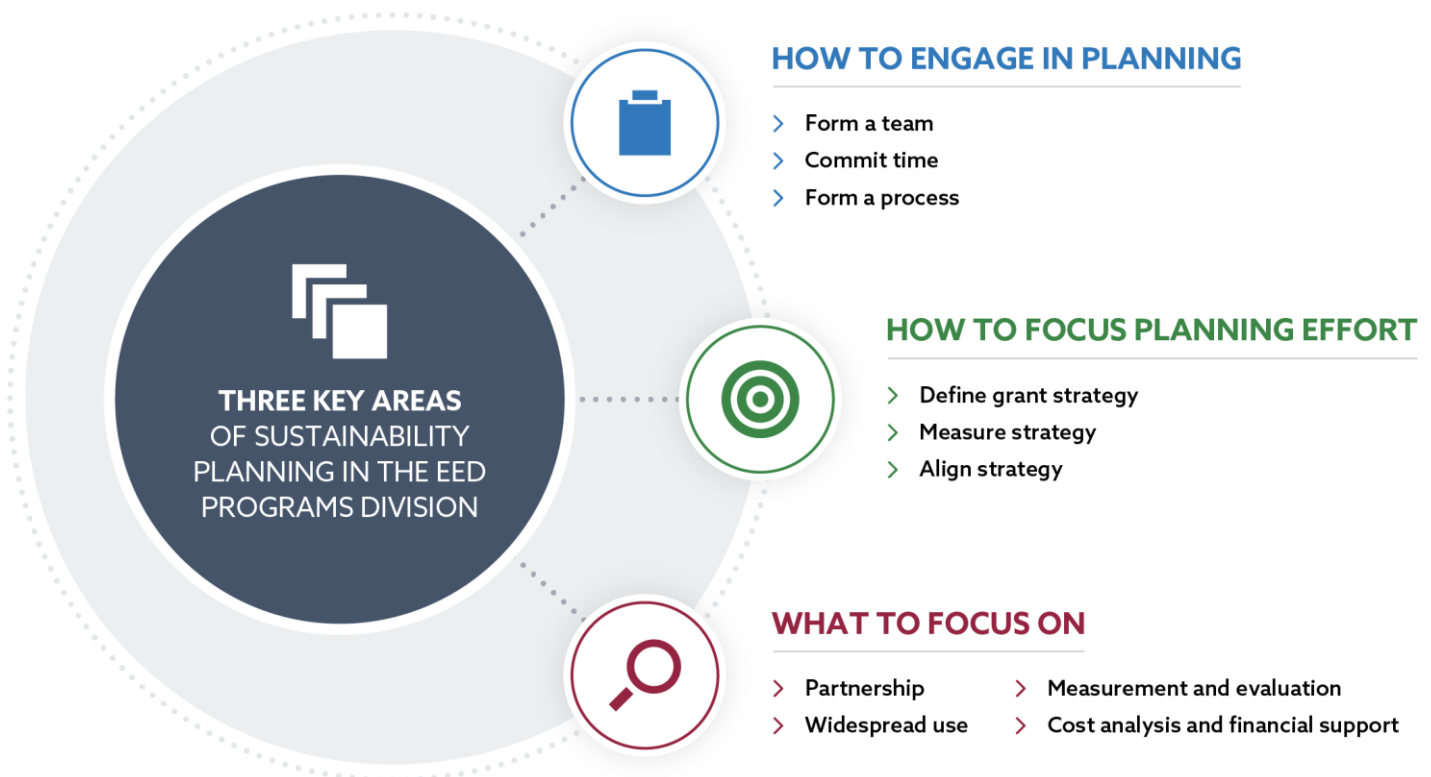 THREE KEY AREAS
OF SUSTAINABILITY
PLANNING IN THE EED
PROGRAMS DIVISION
HOW TO ENGAGE IN PLANNING
Form a team
Commit time
Form a process
HOW TO FOCUS PLANNING EFFORT
Define grant strategy
Measure strategy
Align strategy
WHAT TO FOCUS ON
Partnership
Widespread use
Measurement and evaluation
Cost analysis and financial support